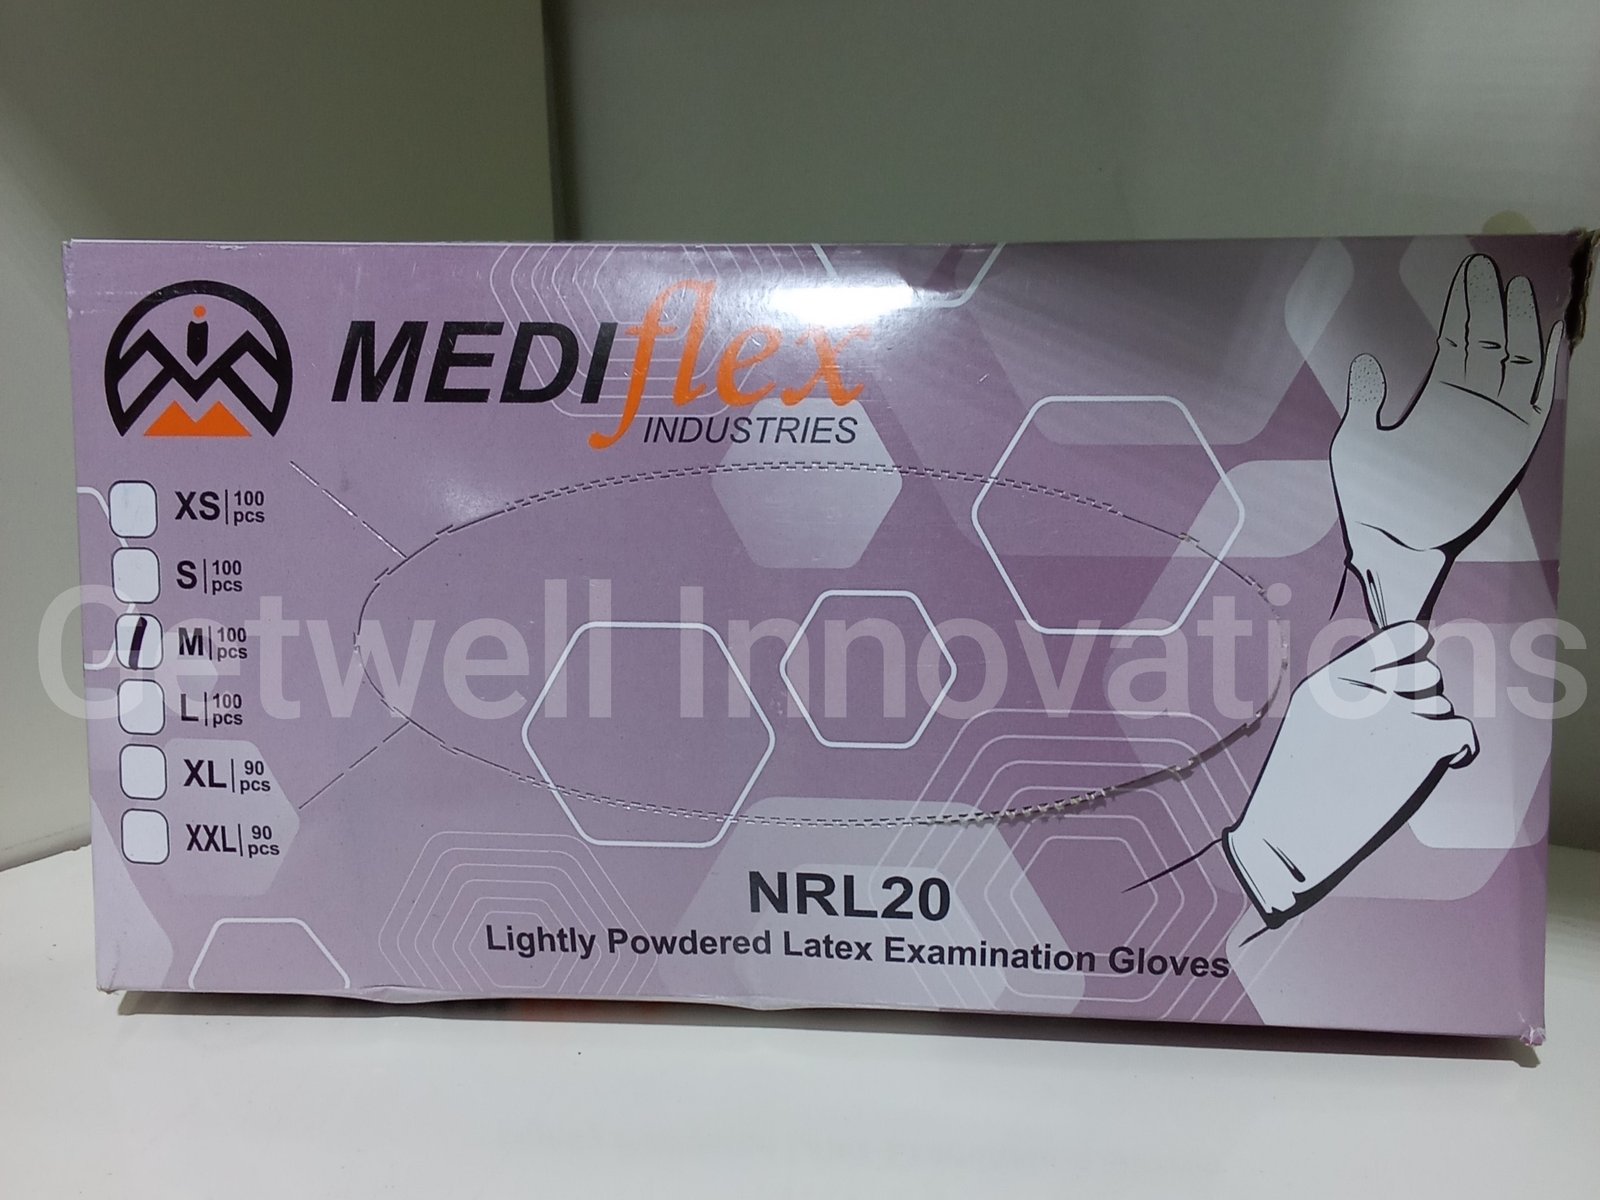 MEDIflex
INDUSTRIES
XS 100 pcs
S 100 pcs
M 100 pcs
L 100 pcs
XL 90 pcs
XXL 90 pcs
Getwell Innovations
NRL20
Lightly Powdered Latex Examination Gloves